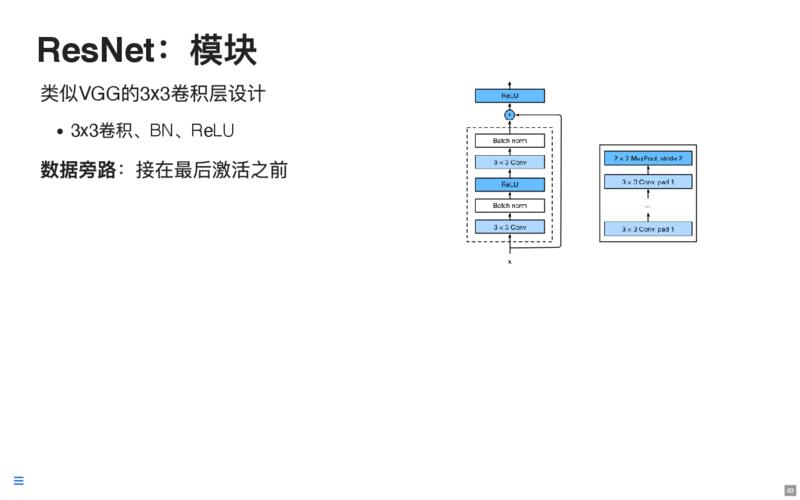 ResNet：模块
类似VGG的3x3卷积层设计
• 3x3卷积、BN、ReLU
数据旁路：接在最后激活之前
ReLU
+
Batch norm
3 × 3 Conv
ReLU
Batch norm
3 × 3 Conv
x
2 × 2 MaxPool, stride 2
3 × 3 Conv, pad 1
...
3 × 3 Conv, pad 1